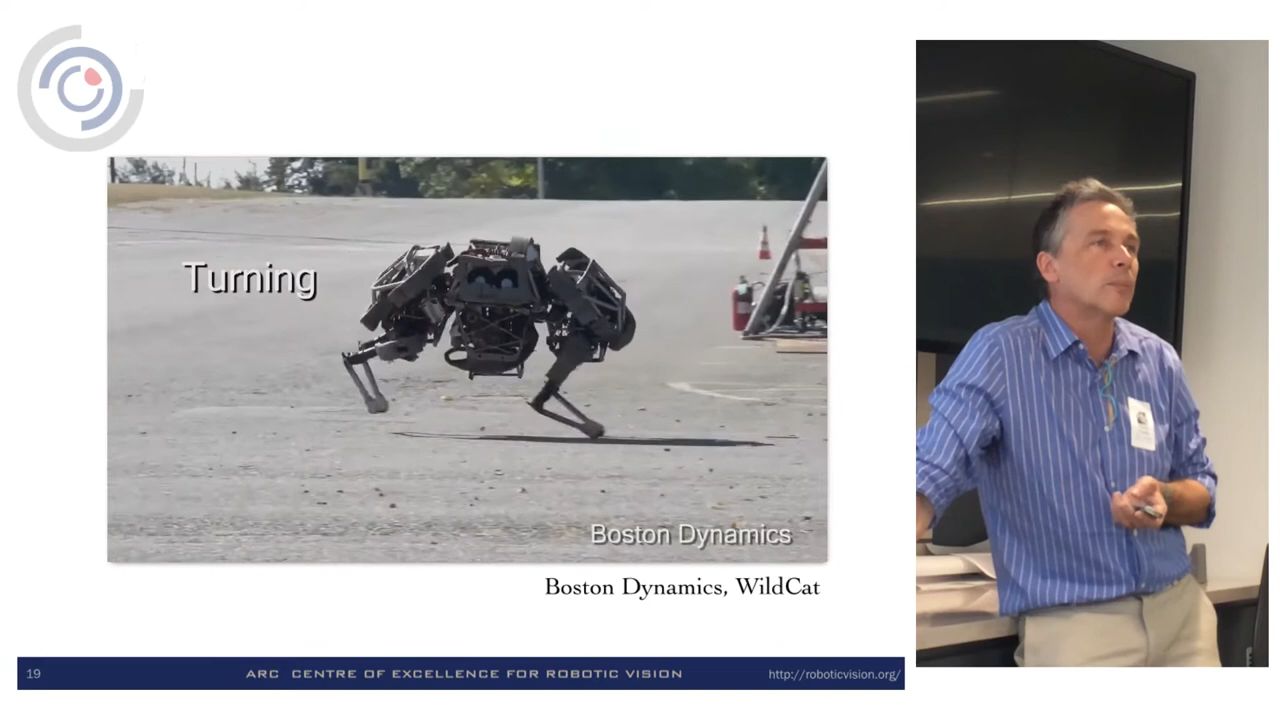 Turning
Boston Dynamics
Boston Dynamics, WildCat
19
ARC CENTRE OF EXCELLENCE FOR ROBOTIC VISION
http://roboticvision.org/